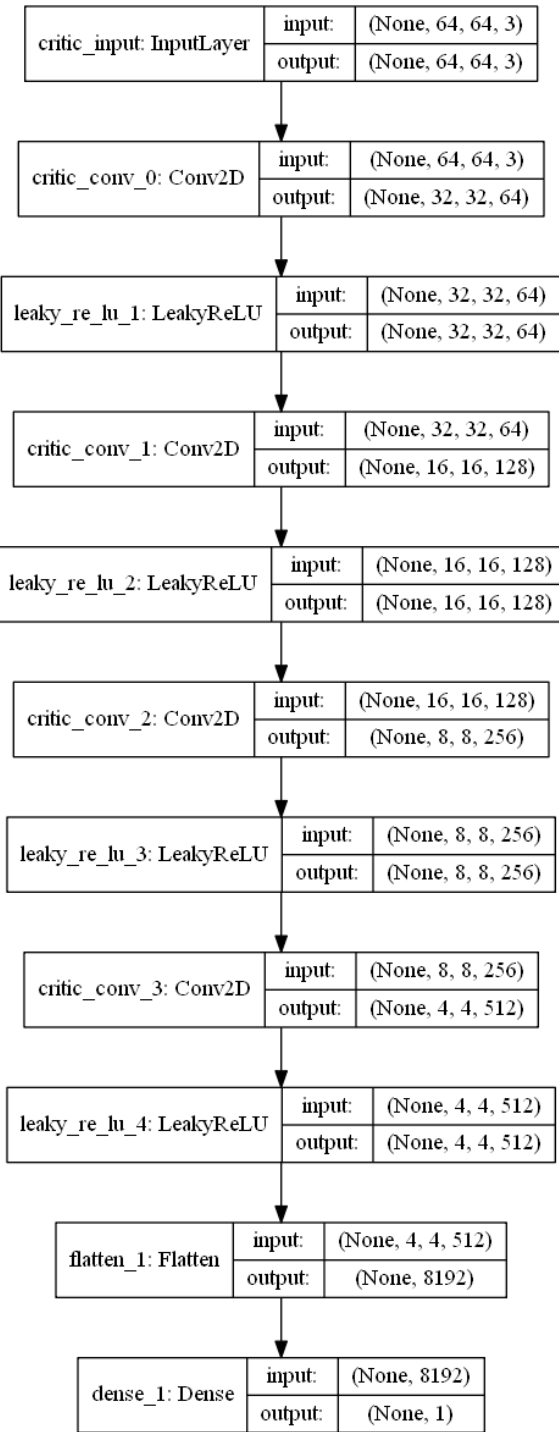 critic_input: InputLayer
input: (None, 64, 64, 3)
output: (None, 64, 64, 3)
critic_conv_0: Conv2D
input: (None, 64, 64, 3)
output: (None, 32, 32, 64)
leaky_re_lu_1: LeakyReLU
input: (None, 32, 32, 64)
output: (None, 32, 32, 64)
critic_conv_1: Conv2D
input: (None, 32, 32, 64)
output: (None, 16, 16, 128)
leaky_re_lu_2: LeakyReLU
input: (None, 16, 16, 128)
output: (None, 16, 16, 128)
critic_conv_2: Conv2D
input: (None, 16, 16, 128)
output: (None, 8, 8, 256)
leaky_re_lu_3: LeakyReLU
input: (None, 8, 8, 256)
output: (None, 8, 8, 256)
critic_conv_3: Conv2D
input: (None, 8, 8, 256)
output: (None, 4, 4, 512)
leaky_re_lu_4: LeakyReLU
input: (None, 4, 4, 512)
output: (None, 4, 4, 512)
flatten_1: Flatten
input: (None, 4, 4, 512)
output: (None, 8192)
dense_1: Dense
input: (None, 8192)
output: (None, 1)